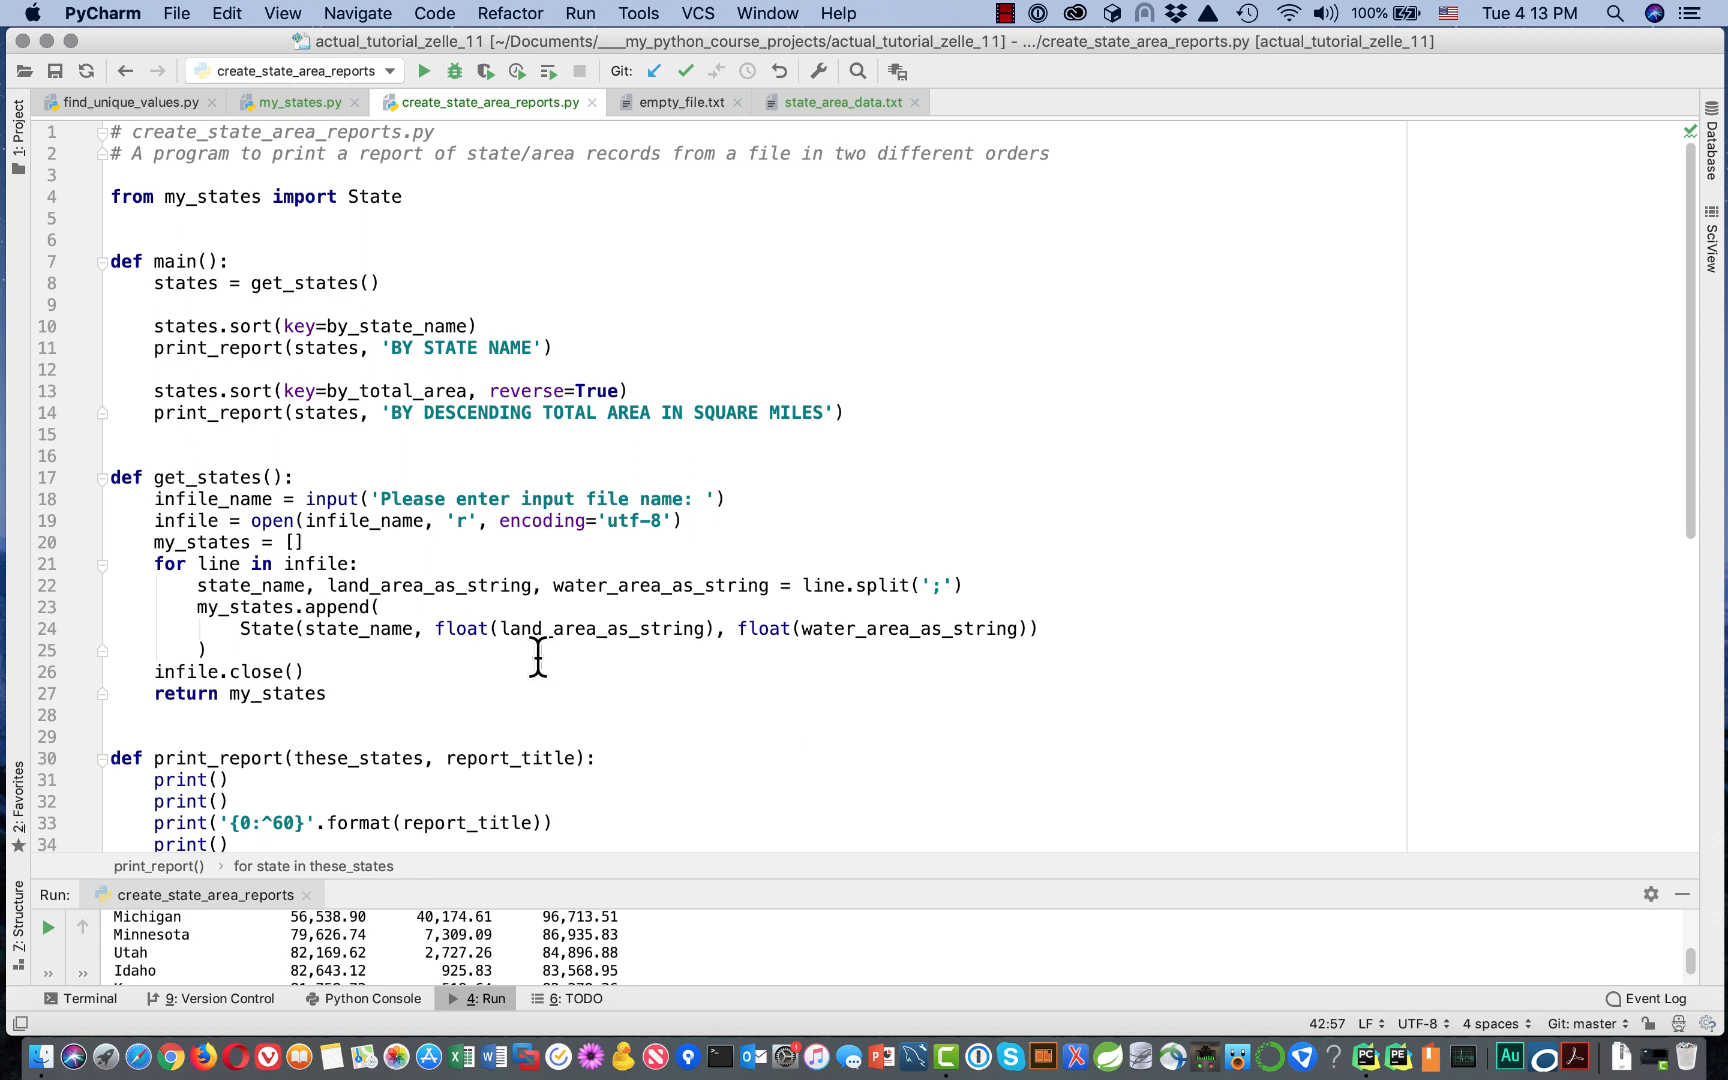 PyCharm File Edit View Navigate Code Refactor Run Tools VCS Window Help 100% Tue 4 13 PM
actual_tutorial_zelle_11 [~/Documents/___my_python_course_projects/actual_tutorial_zelle_11] - .../create_state_area_reports.py [actual_tutorial_zelle_11]
create_state_area_reports Git:
find_unique_values.py my_states.py create_state_area_reports.py empty_file.txt state_area_data.txt
1: Project
2: Favorites
7: Structure
Database
SciView
1 # create_state_area_reports.py
2 # A program to print a report of state/area records from a file in two different orders
3
4 from my_states import State
5
6
7 def main():
8 states = get_states()
9
10 states.sort(key=by_state_name)
11 print_report(states, 'BY STATE NAME')
12
13 states.sort(key=by_total_area, reverse=True)
14 print_report(states, 'BY DESCENDING TOTAL AREA IN SQUARE MILES')
15
16
17 def get_states():
18 infile_name = input('Please enter input file name: ')
19 infile = open(infile_name, 'r', encoding='utf-8')
20 my_states = []
21 for line in infile:
22 state_name, land_area_as_string, water_area_as_string = line.split(';')
23 my_states.append(
24 State(state_name, float(land_area_as_string), float(water_area_as_string))
25 )
26 infile.close()
27 return my_states
28
29
30 def print_report(these_states, report_title):
31 print()
32 print()
33 print('{0:^60}'.format(report_title))
34 print()
print_report() › for state in these_states
Run: create_state_area_reports
Michigan 56,538.90 40,174.61 96,713.51
Minnesota 79,626.74 7,309.09 86,935.83
Utah 82,169.62 2,727.26 84,896.88
Idaho 82,643.12 925.83 83,568.95
Terminal 9: Version Control Python Console 4: Run 6: TODO Event Log
42:57 LF UTF-8 4 spaces Git: master